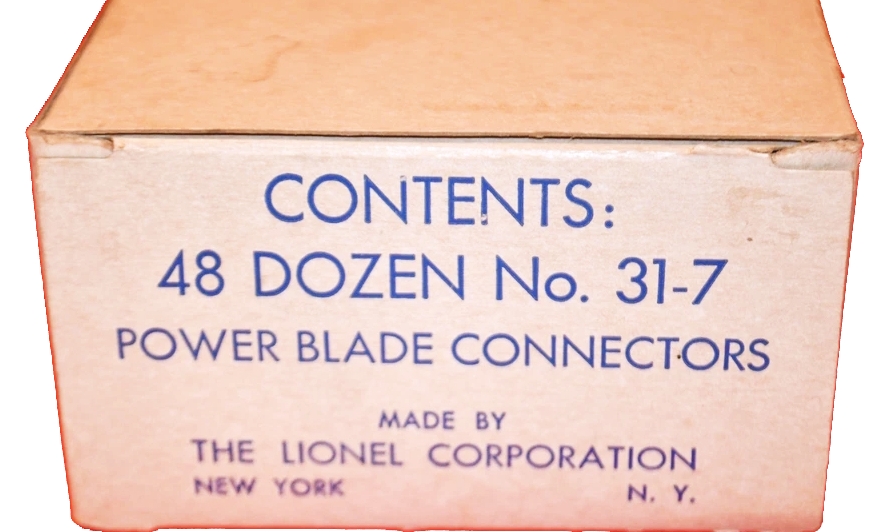 CONTENTS:
48 DOZEN No. 31-7
POWER BLADE CONNECTORS
MADE BY
THE LIONEL CORPORATION
NEW YORK N. Y.